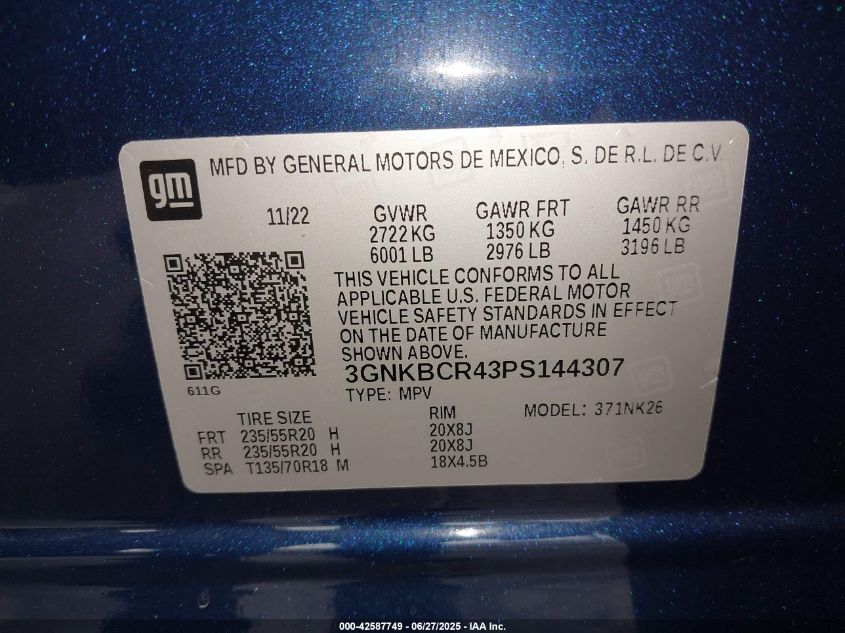 gm
MFD BY GENERAL MOTORS DE MEXICO, S. DE R.L. DE C.V.
11/22
GVWR
2722 KG
6001 LB
GAWR FRT
1350 KG
2976 LB
GAWR RR
1450 KG
3196 LB
THIS VEHICLE CONFORMS TO ALL
APPLICABLE U.S. FEDERAL MOTOR
VEHICLE SAFETY STANDARDS IN EFFECT
ON THE DATE OF MANUFACTURE
SHOWN ABOVE.
3GNKBCR43PS144307
611G
TYPE: MPV
MODEL: 371NK26
TIRE SIZE RIM
FRT 235/55R20 H 20X8J
RR 235/55R20 H 20X8J
SPA T135/70R18 M 18X4.5B
000-42587749 - 06/27/2025 - IAA Inc.